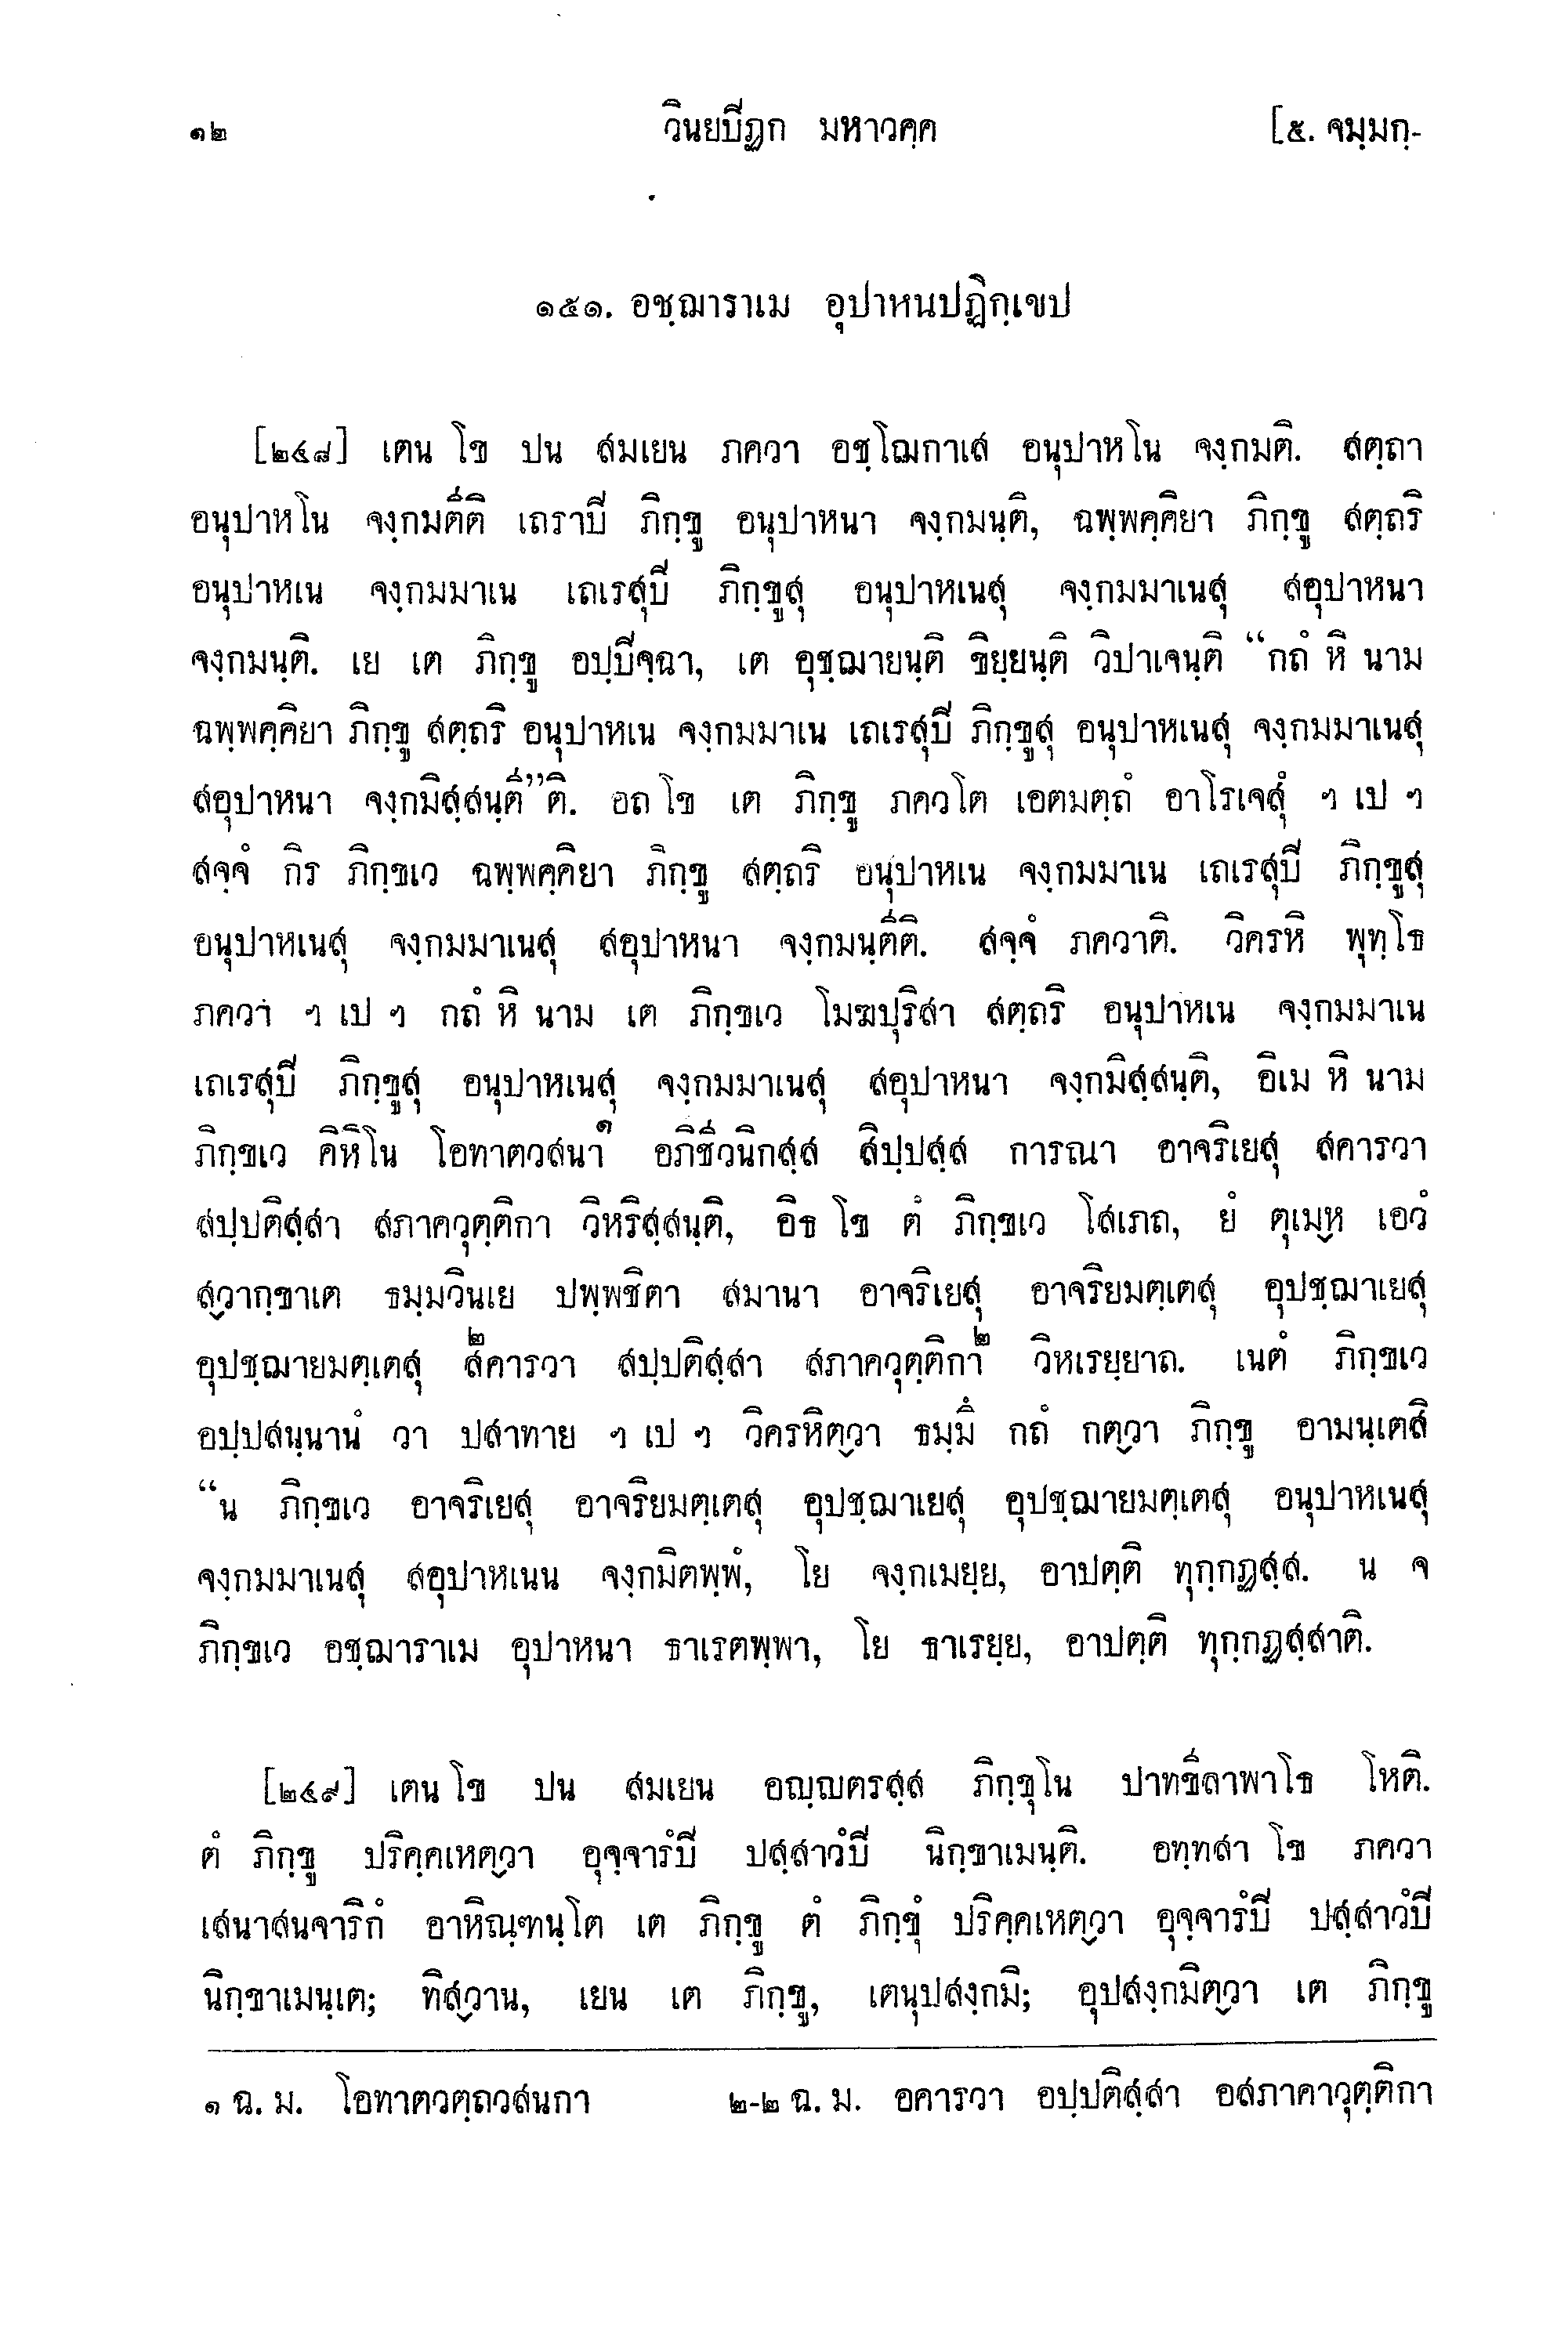 ๑๒ วินยปิฏก มหาวคฺค [๕. จมฺมกฺ-
๑๕๑. อชฺฌาราเม อุปาหนปฏิกฺเขป
[๒๔๘] เตน โข ปน สมเยน ภควา อชฺโฌกาเส อนุปาหโน จงฺกมติ. สตฺถา
อนุปาหโน จงฺกมตีติ เถราปิ ภิกฺขู อนุปาหนา จงฺกมนฺติ, ฉพฺพคฺคิยา ภิกฺขู สตฺถริ
อนุปาหเน จงฺกมมาเน เถเรสุปิ ภิกฺขูสุ อนุปาหเนสุ จงฺกมมาเนสุ สอุปาหนา
จงฺกมนฺติ. เย เต ภิกฺขู อปฺปิจฺฉา, เต อุชฺฌายนฺติ ขิยฺยนฺติ วิปาเจนฺติ “กถํ หิ นาม
ฉพฺพคฺคิยา ภิกฺขู สตฺถริ อนุปาหเน จงฺกมมาเน เถเรสุปิ ภิกฺขูสุ อนุปาหเนสุ จงฺกมมาเนสุ
สอุปาหนา จงฺกมิสฺสนฺตี”ติ. อถ โข เต ภิกฺขู ภควโต เอตมตฺถํ อาโรเจสุํ ฯ เป ฯ
สจฺจํ กิร ภิกฺขเว ฉพฺพคฺคิยา ภิกฺขู สตฺถริ อนุปาหเน จงฺกมมาเน เถเรสุปิ ภิกฺขูสุ
อนุปาหเนสุ จงฺกมมาเนสุ สอุปาหนา จงฺกมนฺตีติ. สจฺจํ ภควาติ. วิครหิ พุทฺโธ
ภควา ฯ เป ฯ กถํ หิ นาม เต ภิกฺขเว โมฆปุริสา สตฺถริ อนุปาหเน จงฺกมมาเน
เถเรสุปิ ภิกฺขูสุ อนุปาหเนสุ จงฺกมมาเนสุ สอุปาหนา จงฺกมิสฺสนฺติ, อิเม หิ นาม
ภิกฺขเว คิหิโน โอทาตวสนา๑ อภิชีวนิกสฺส สิปฺปสฺส การณา อาจริเยสุ สคารวา
สปฺปติสฺสา สภาควุตฺติกา วิหริสฺสนฺติ, อิธ โข ตํ ภิกฺขเว โสเภถ, ยํ ตุเมฺห เอวํ
สฺวากฺขาเต ธมฺมวินเย ปพฺพชิตา สมานา อาจริเยสุ อาจริยมตฺเตสุ อุปชฺฌาเยสุ
อุปชฺฌายมตฺเตสุ ๒สคารวา สปฺปติสฺสา สภาควุตฺติกา๒ วิหเรยฺยาถ. เนตํ ภิกฺขเว
อปฺปสนฺนานํ วา ปสาทาย ฯ เป ฯ วิครหิตฺวา ธมฺมึ กถํ กตฺวา ภิกฺขู อามนฺเตสิ
“น ภิกฺขเว อาจริเยสุ อาจริยมตฺเตสุ อุปชฺฌาเยสุ อุปชฺฌายมตฺเตสุ อนุปาหเนสุ
จงฺกมมาเนสุ สอุปาหเนน จงฺกมิตพฺพํ, โย จงฺกเมยฺย, อาปตฺติ ทุกฺกฏสฺส. น จ
ภิกฺขเว อชฺฌาราเม อุปาหนา ธาเรตพฺพา, โย ธาเรยฺย, อาปตฺติ ทุกฺกฏสฺสาติ.
[๒๔๙] เตน โข ปน สมเยน อญฺญตรสฺส ภิกฺขุโน ปาทขีลาพาโธ โหติ.
ตํ ภิกฺขู ปริคฺคเหตฺวา อุจฺจารํปิ ปสฺสาวํปิ นิกฺขาเมนฺติ. อทฺทสา โข ภควา
เสนาสนจาริกํ อาหิณฺฑนฺโต เต ภิกฺขู ตํ ภิกฺขุํ ปริคฺคเหตฺวา อุจฺจารํปิ ปสฺสาวํปิ
นิกฺขาเมนฺเต; ทิสฺวาน, เยน เต ภิกฺขู, เตนุปสงฺกมิ; อุปสงฺกมิตฺวา เต ภิกฺขู
๑ ฉ. ม. โอทาตวตฺถวสนกา ๒-๒ ฉ. ม. อคารวา อปฺปติสฺสา อสภาคาวุตฺติกา